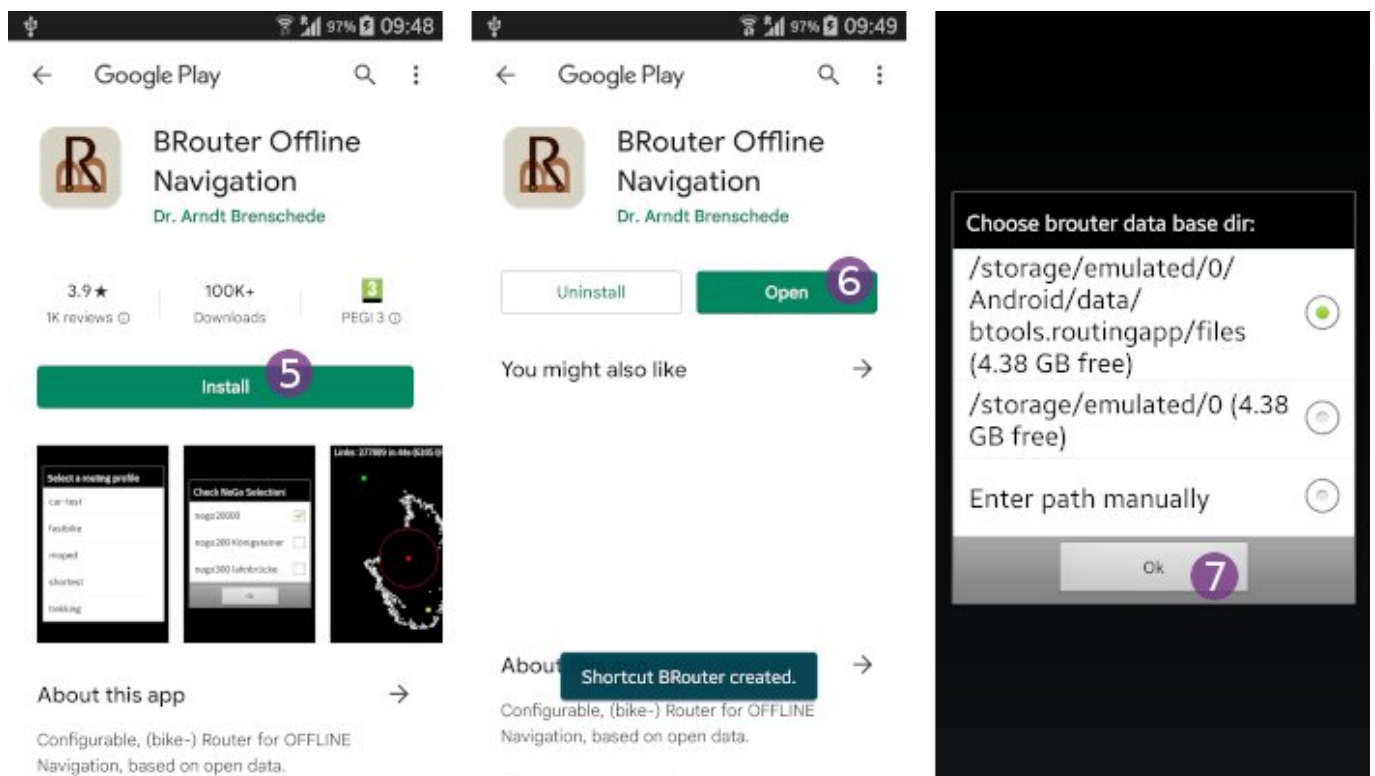 97% 09:48
Google Play
BRouter Offline
Navigation
Dr. Arndt Brenschede
3.9★
1K reviews
100K+
Downloads
3
PEGI 3
Install
5
Select a routing profile
car-test
fastbike
moped
shortest
trekking
Check NoGo Selection:
nogo20000
nogo200 Königsteiner
nogo300 lahnbrücke
Ok
About this app
Configurable, (bike-) Router for OFFLINE
Navigation, based on open data.
97% 09:49
Google Play
BRouter Offline
Navigation
Dr. Arndt Brenschede
Uninstall
Open
6
You might also like
About
Shortcut BRouter created.
Configurable, (bike-) Router for OFFLINE
Navigation, based on open data.
Choose brouter data base dir:
/storage/emulated/0/
Android/data/
btools.routingapp/files
(4.38 GB free)
/storage/emulated/0 (4.38
GB free)
Enter path manually
Ok
7